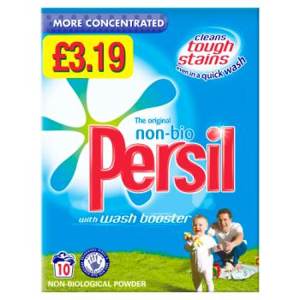 MORE CONCENTRATED
£3.19
cleans
tough
stains
even in a quick wash
The original
non-bio
Persil
with wash booster
10
NON-BIOLOGICAL POWDER